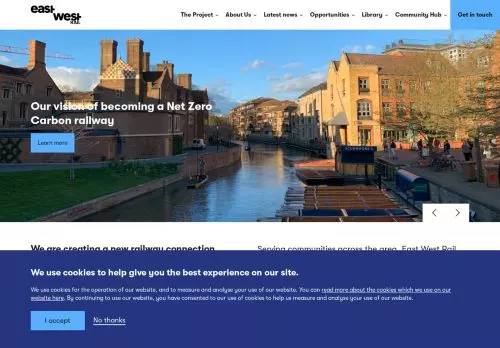 east
west
RAIL
The Project
About Us
Latest news
Opportunities
Library
Community Hub
Get in touch
Our vision of becoming a Net Zero
Carbon railway
Learn more
We are creating a new railway connection
Serving communities across the area, East West Rail
We use cookies to help give you the best experience on our site.
We use cookies for the operation of our website, and to measure and analyse your use of our website. You can read more about the cookies which we use on our
website here. By continuing to use our website, you have consented to our use of cookies to help us measure and analyse your use of our website.
I accept
No thanks